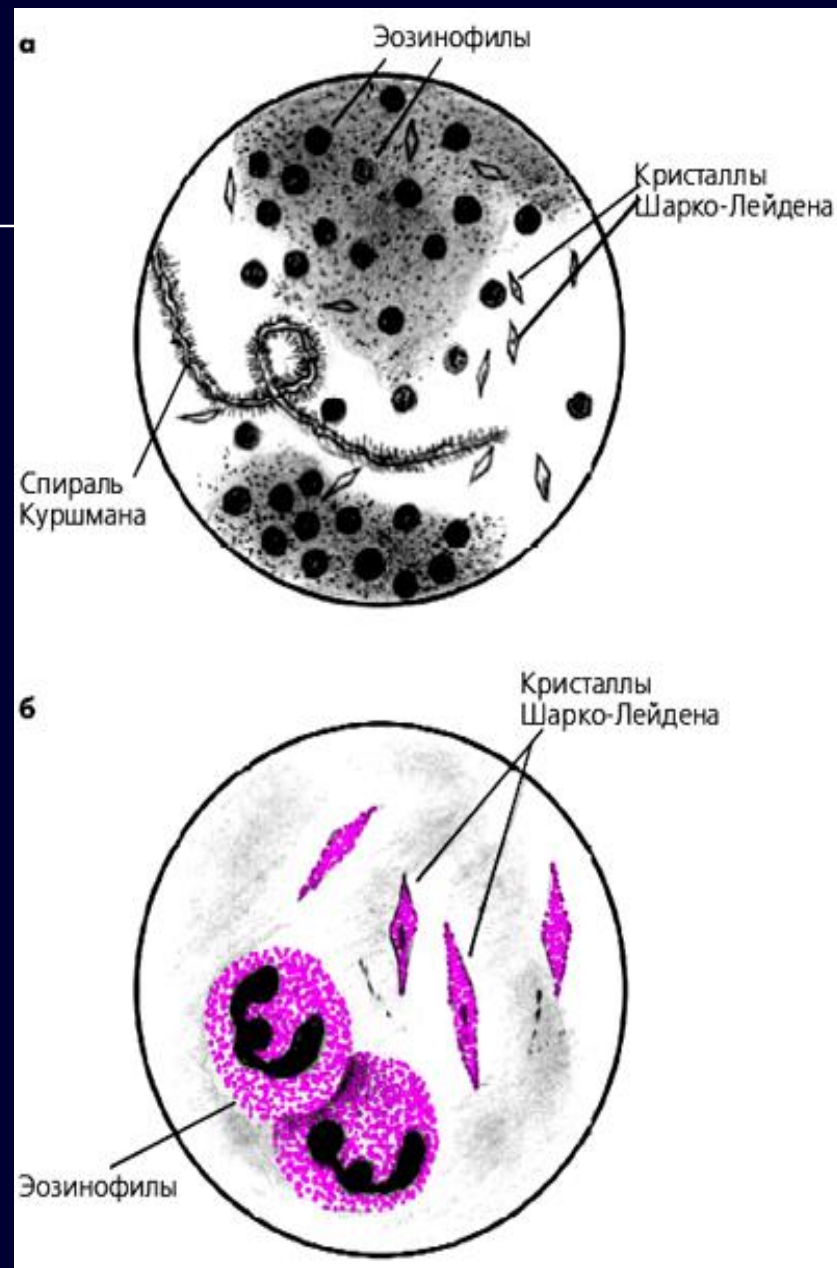 а
Эозинофилы
Кристаллы
Шарко-Лейдена
Спираль
Куршмана
б
Кристаллы
Шарко-Лейдена
Эозинофилы